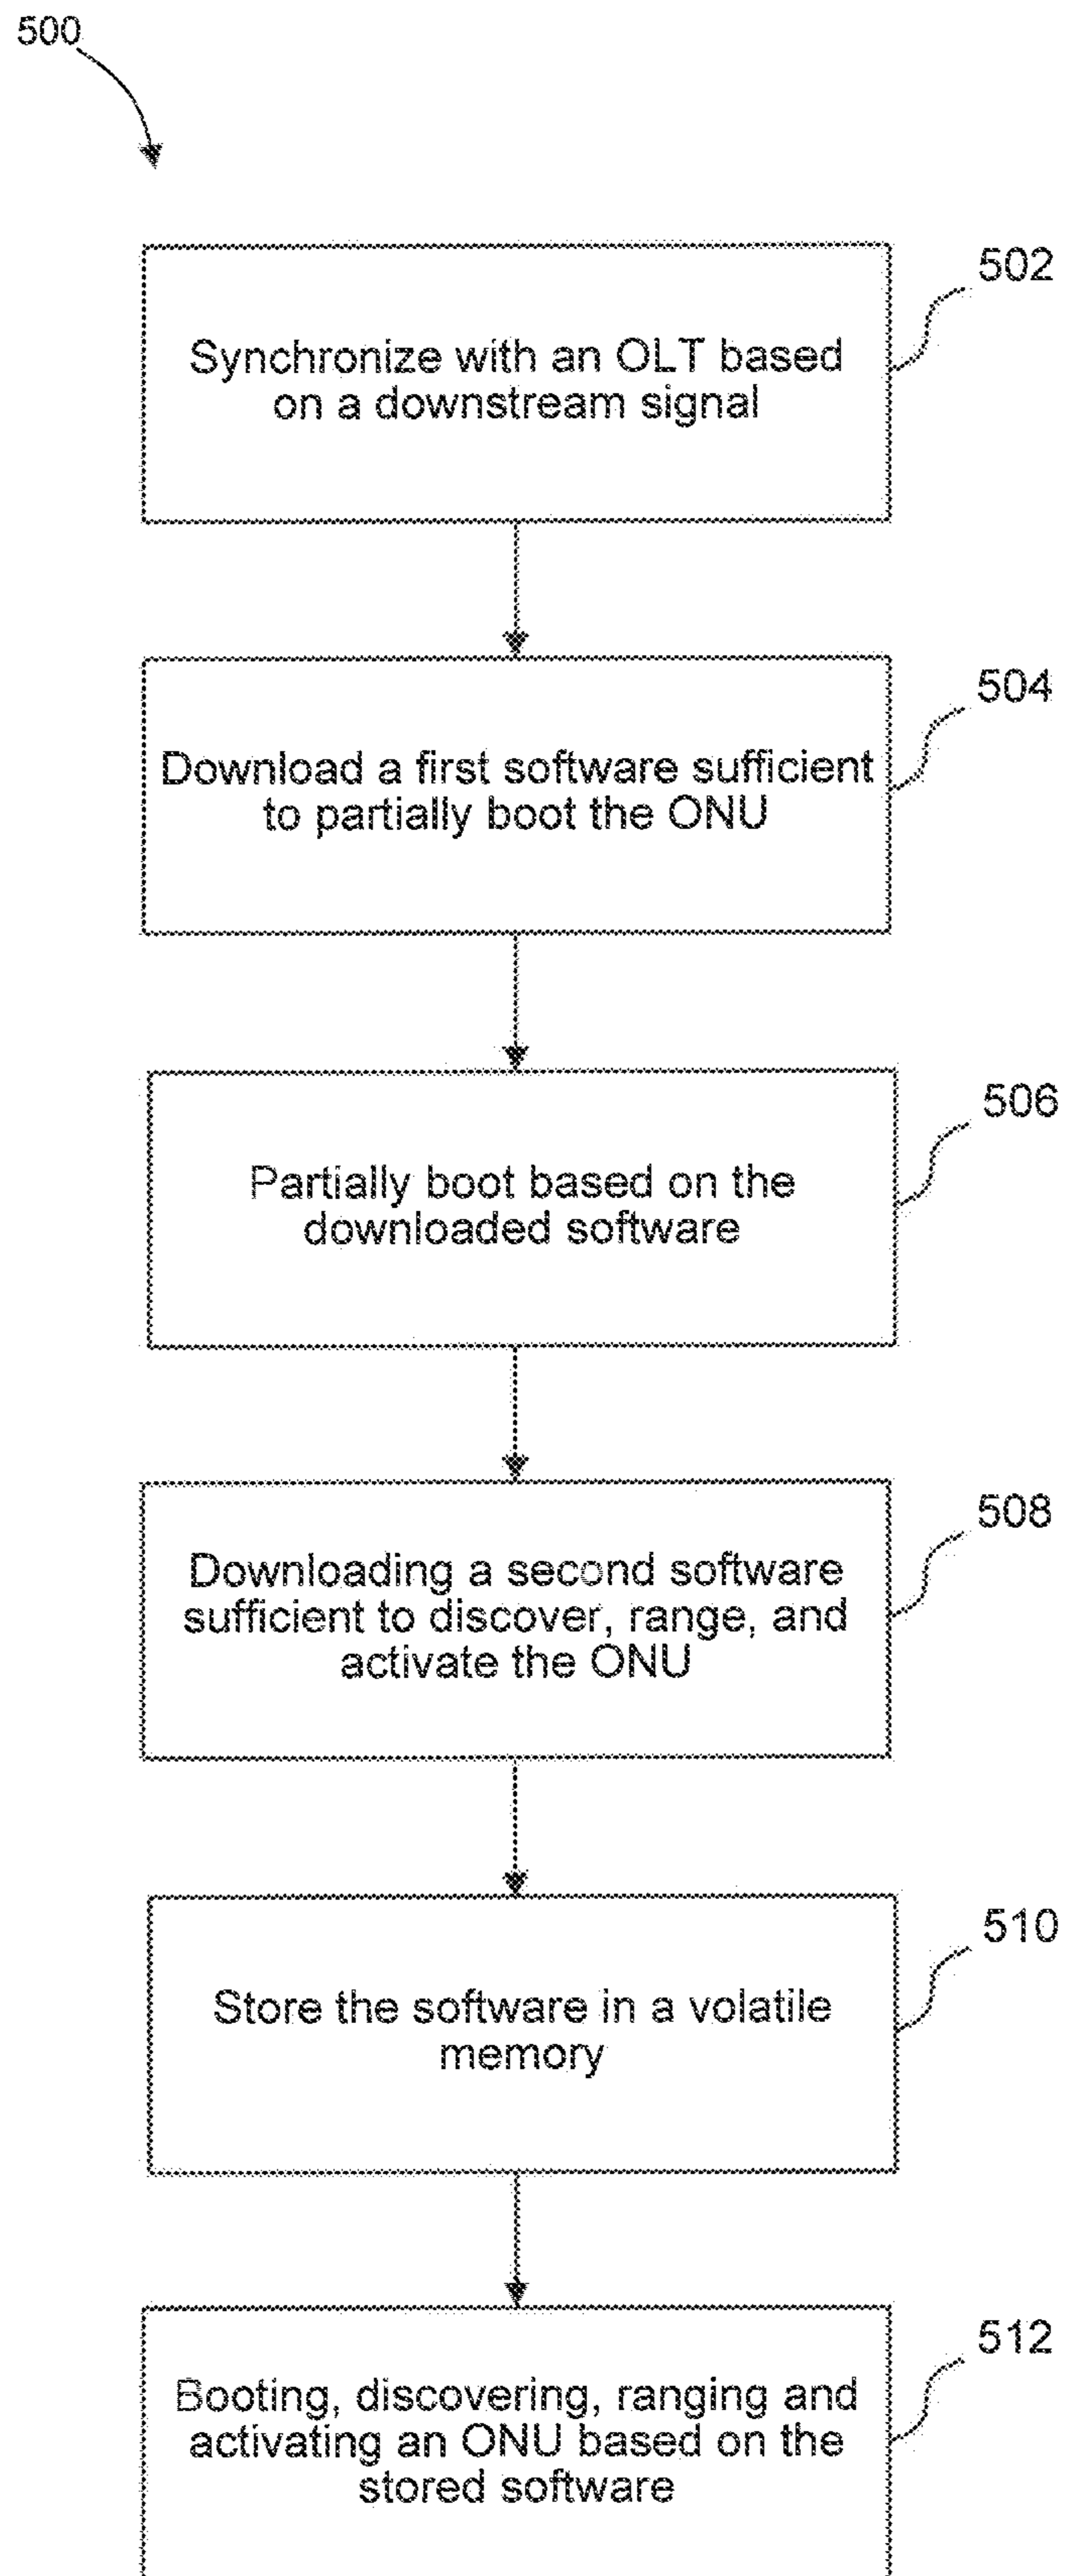 500
502
Synchronize with an OLT based
on a downstream signal
504
Download a first software sufficient
to partially boot the ONU
506
Partially boot based on the
downloaded software
508
Downloading a second software
sufficient to discover, range, and
activate the ONU
510
Store the software in a volatile
memory
512
Booting, discovering, ranging and
activating an ONU based on the
stored software